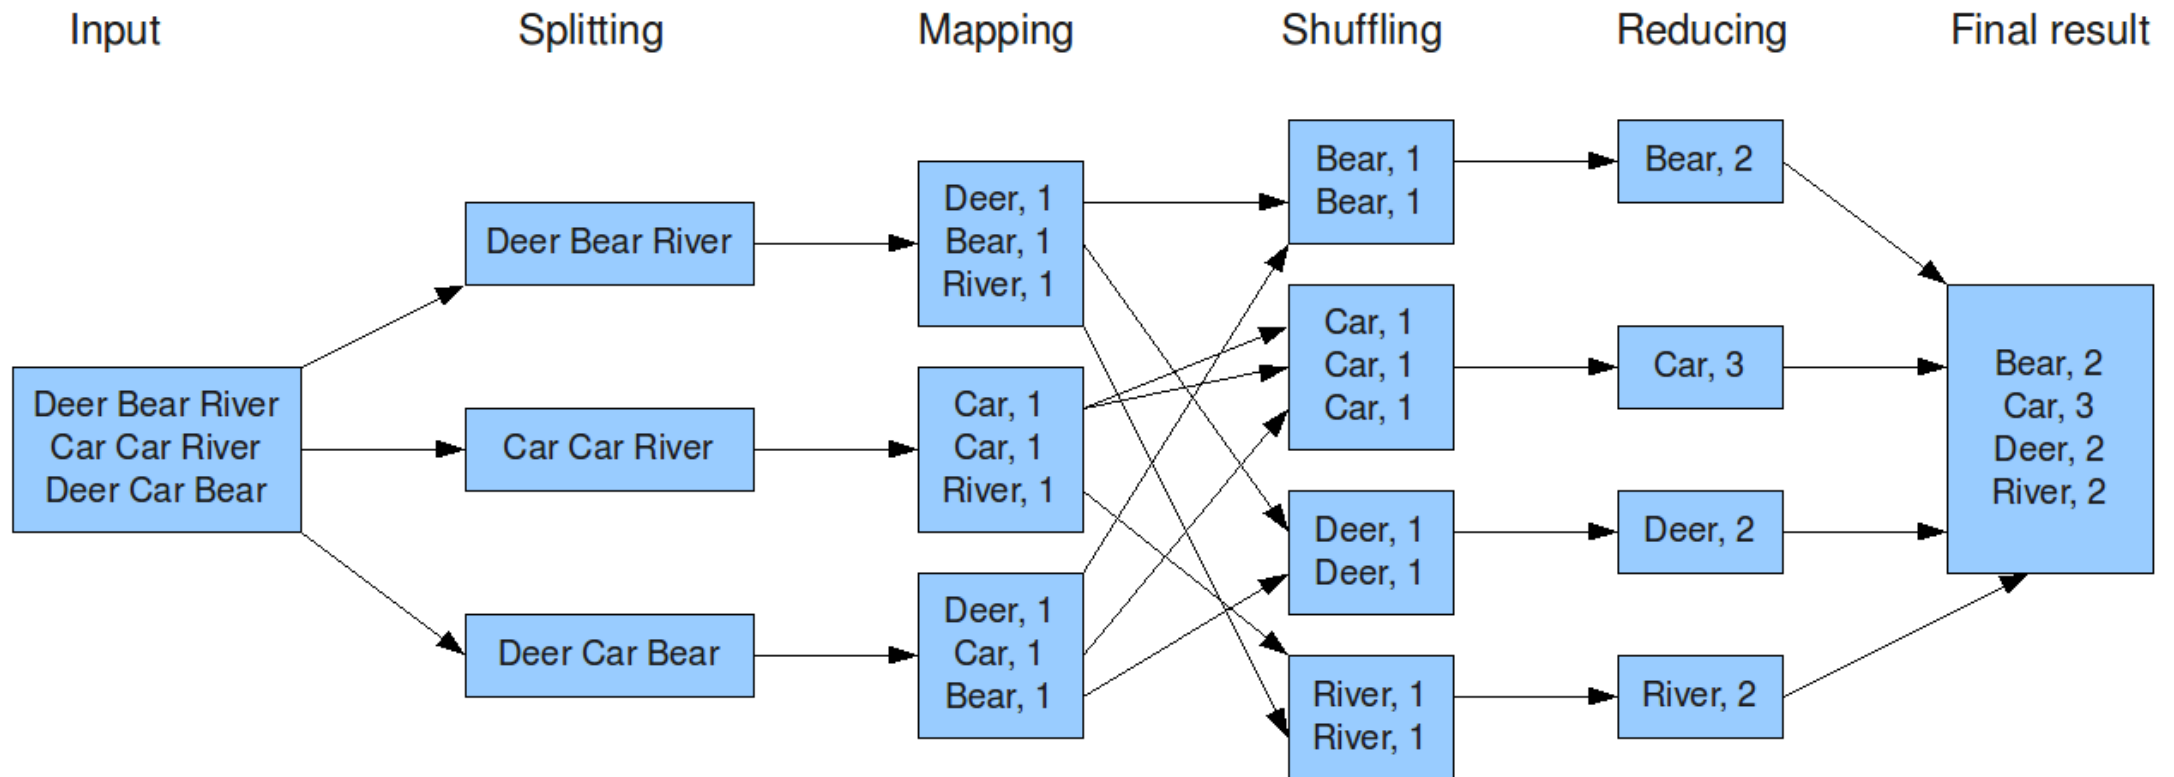 Input
Splitting
Mapping
Shuffling
Reducing
Final result
Deer Bear River
Car Car River
Deer Car Bear
Deer Bear River
Car Car River
Deer Car Bear
Deer, 1
Bear, 1
River, 1
Car, 1
Car, 1
River, 1
Deer, 1
Car, 1
Bear, 1
Bear, 1
Bear, 1
Car, 1
Car, 1
Car, 1
Deer, 1
Deer, 1
River, 1
River, 1
Bear, 2
Car, 3
Deer, 2
River, 2
Bear, 2
Car, 3
Deer, 2
River, 2